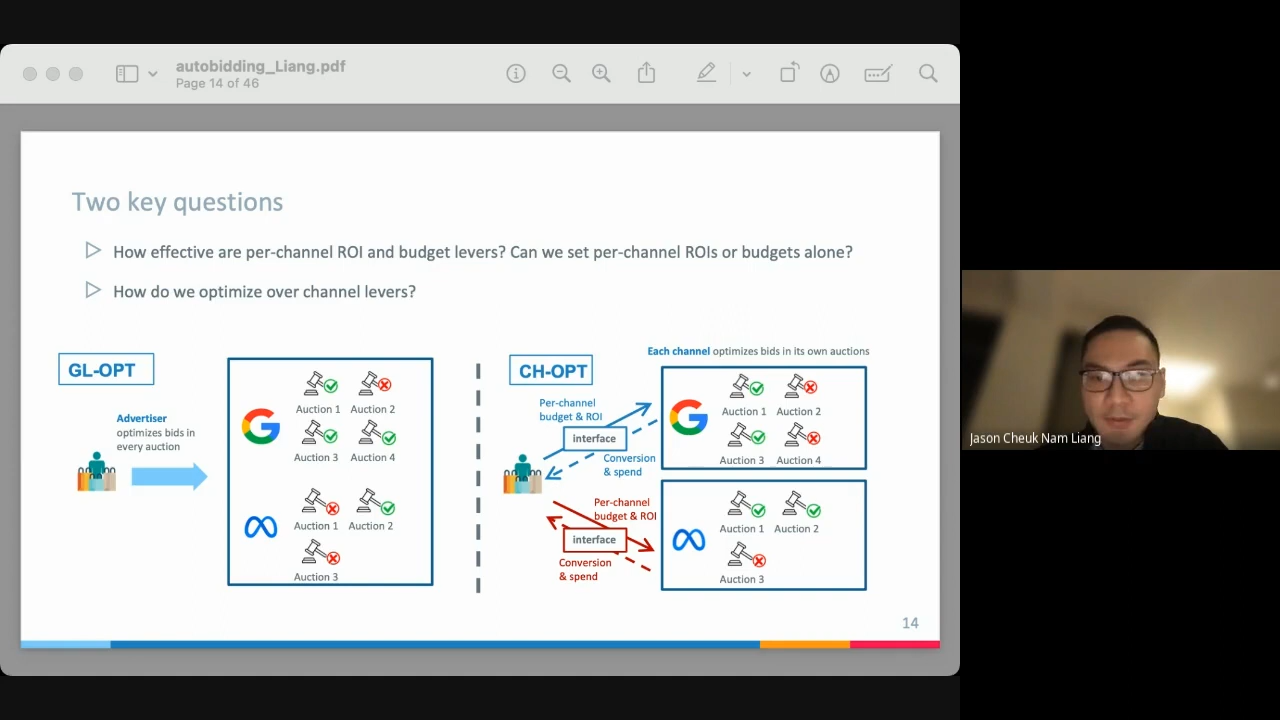 autobidding_Liang.pdf
Page 14 of 46
Two key questions
How effective are per-channel ROI and budget levers? Can we set per-channel ROIs or budgets alone?
How do we optimize over channel levers?
GL-OPT
Advertiser
optimizes bids in
every auction
Auction 1 Auction 2
Auction 3 Auction 4
Auction 1 Auction 2
Auction 3
CH-OPT
Each channel optimizes bids in its own auctions
Per-channel
budget & ROI
interface
Conversion
& spend
Auction 1 Auction 2
Auction 3 Auction 4
Per-channel
budget & ROI
interface
Conversion
& spend
Auction 1 Auction 2
Auction 3
14
Jason Cheuk Nam Liang